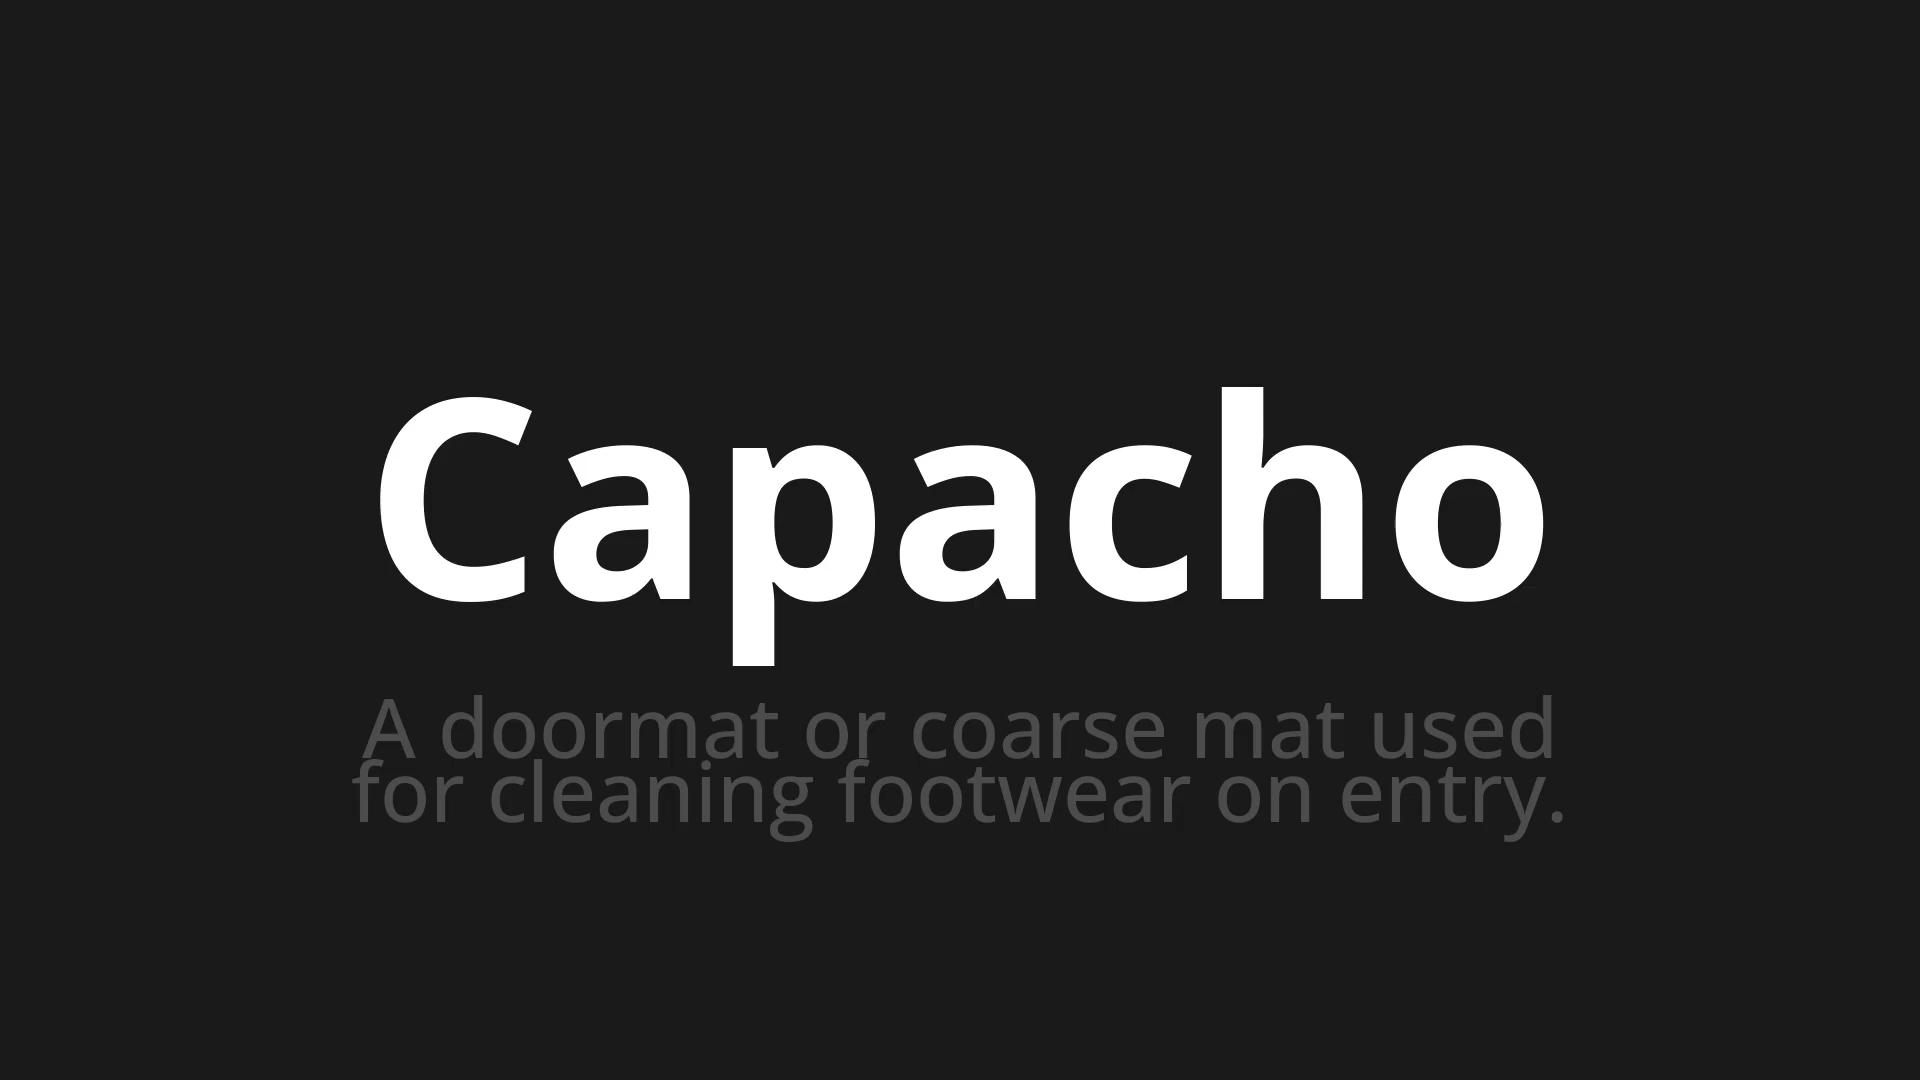 Capacho
A doormat or coarse mat used
for cleaning footwear on entry.